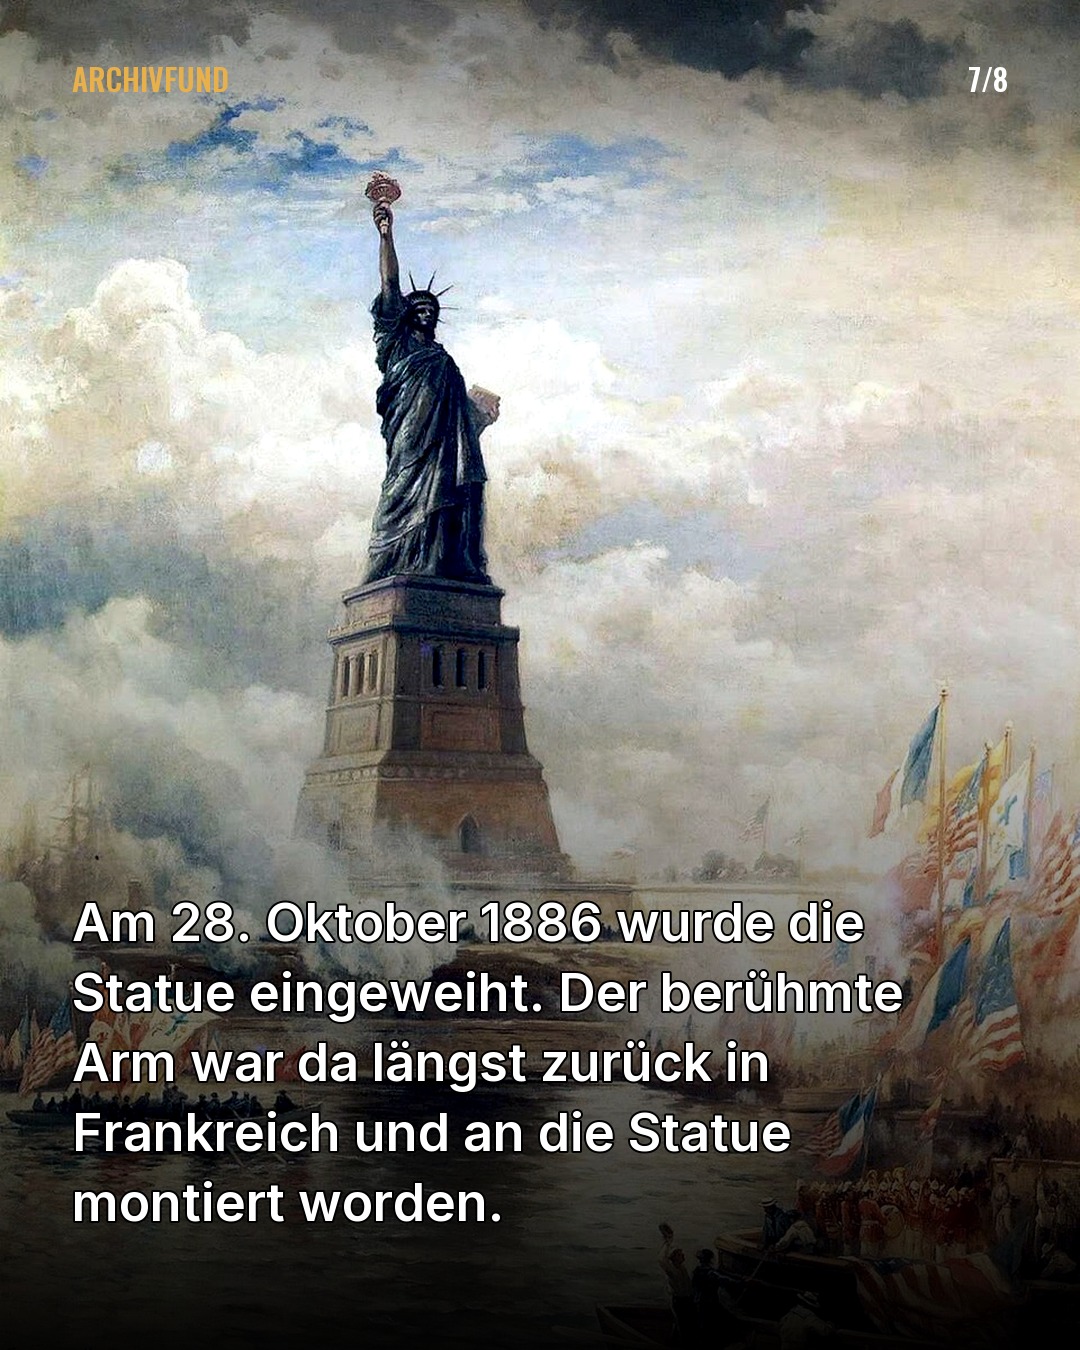 ARCHIVFUND
7/8
Am 28. Oktober 1886 wurde die
Statue eingeweiht. Der berühmte
Arm war da längst zurück in
Frankreich und an die Statue
montiert worden.